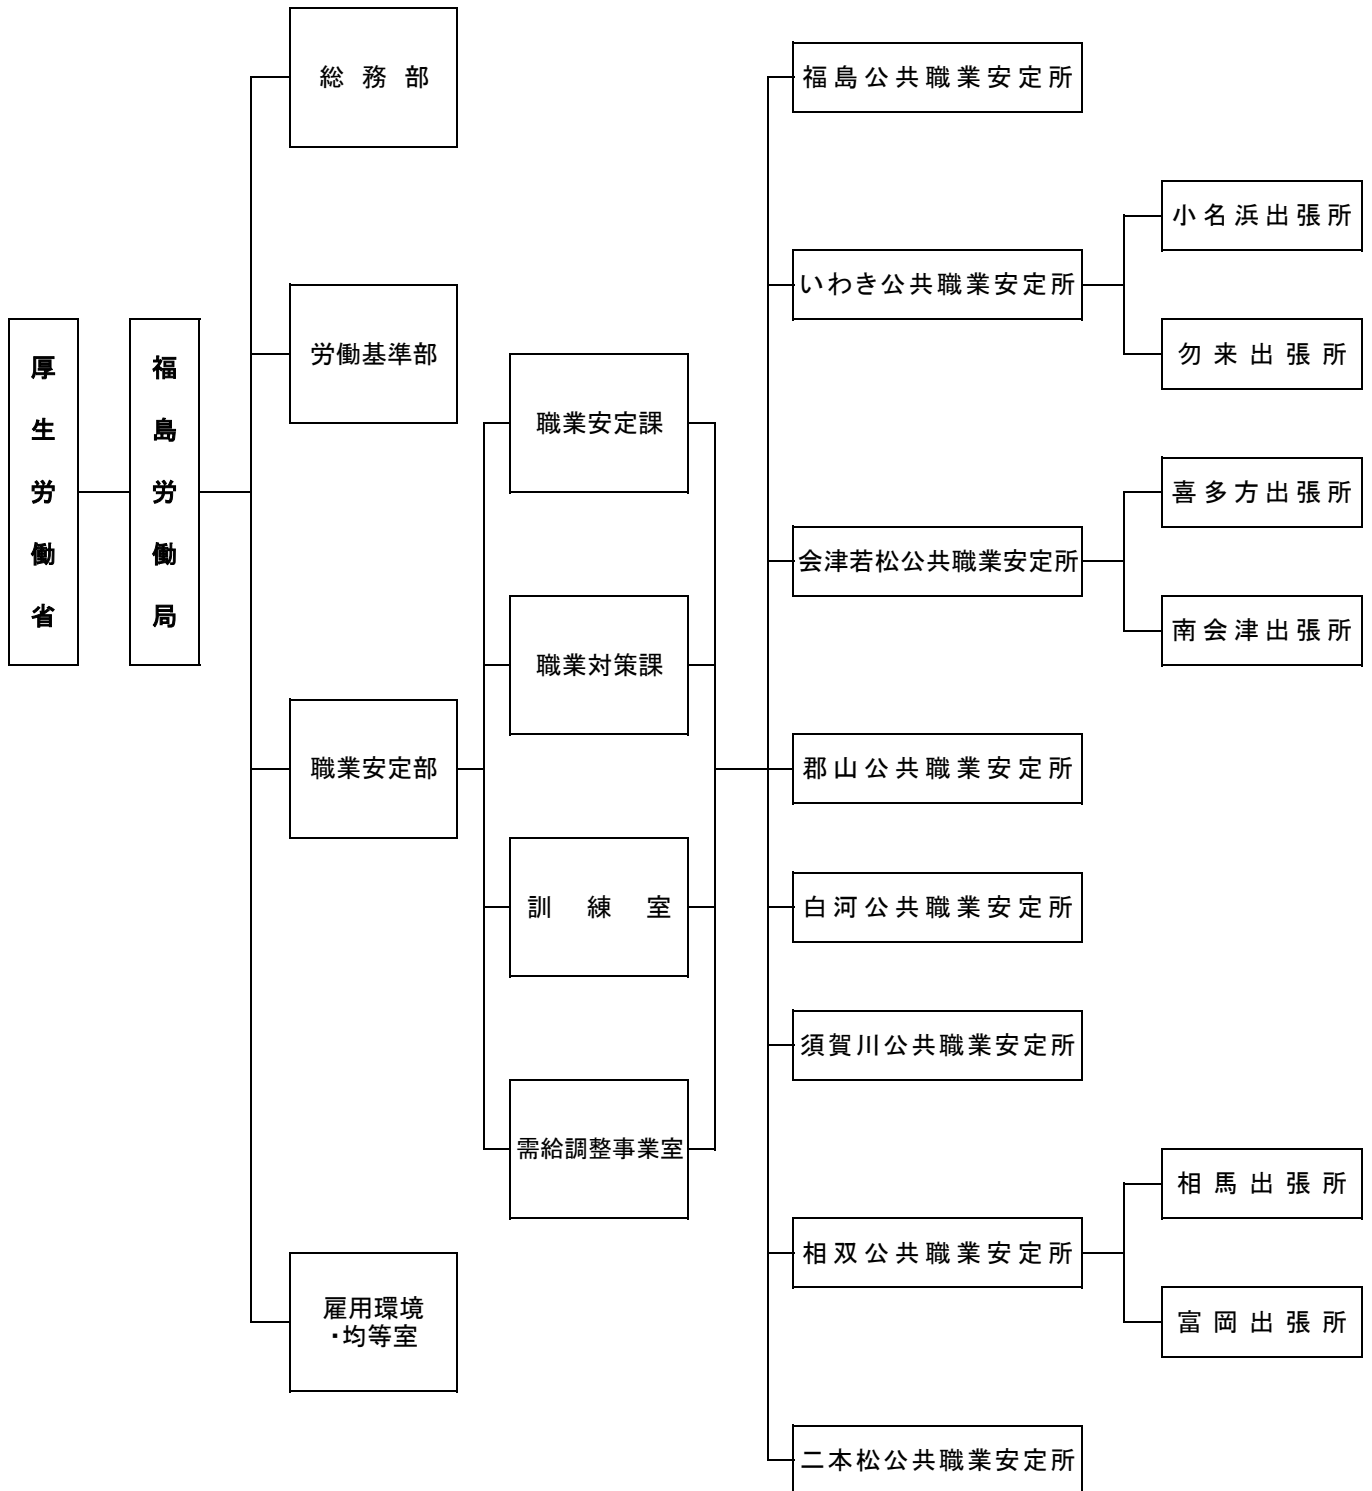 厚生労働省
福島労働局
総務部
労働基準部
職業安定部
雇用環境
・均等室
職業安定課
職業対策課
訓練室
需給調整事業室
福島公共職業安定所
いわき公共職業安定所
小名浜出張所
勿来出張所
会津若松公共職業安定所
喜多方出張所
南会津出張所
郡山公共職業安定所
白河公共職業安定所
須賀川公共職業安定所
相双公共職業安定所
相馬出張所
富岡出張所
二本松公共職業安定所